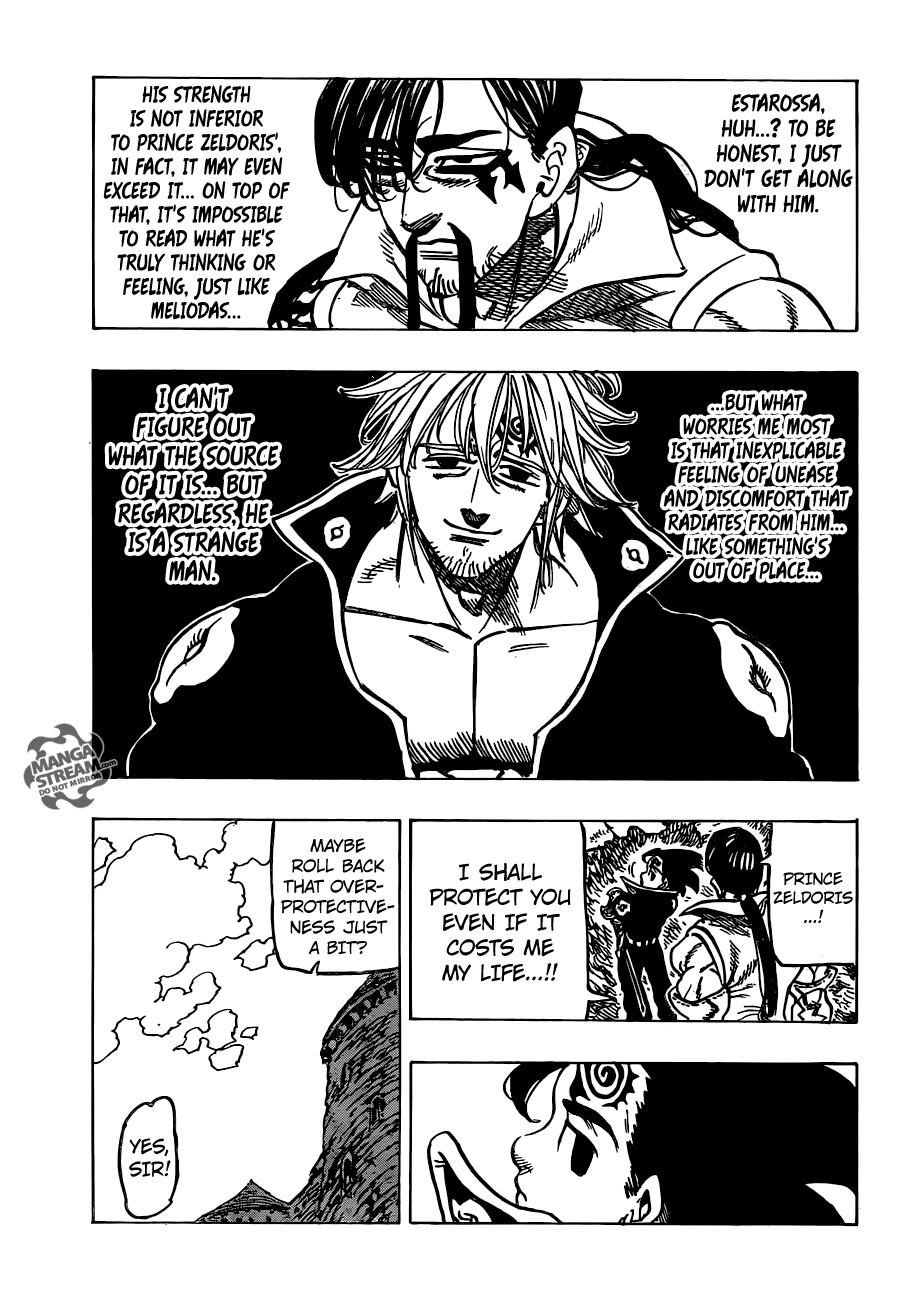 ESTAROSSA,
HUH...? TO BE
HONEST, I JUST
DON'T GET ALONG
WITH HIM.
HIS STRENGTH
IS NOT INFERIOR
TO PRINCE ZELDORIS',
IN FACT, IT MAY EVEN
EXCEED IT... ON TOP OF
THAT, IT'S IMPOSSIBLE
TO READ WHAT HE'S
TRULY THINKING OR
FEELING, JUST LIKE
MELIODAS...
...BUT WHAT
WORRIES ME MOST
IS THAT INEXPLICABLE
FEELING OF UNEASE
AND DISCOMFORT THAT
RADIATES FROM HIM...
LIKE SOMETHING'S
OUT OF PLACE...
I CAN'T
FIGURE OUT
WHAT THE SOURCE
OF IT IS... BUT
REGARDLESS, HE
IS A STRANGE
MAN.
MANGA
STREAM.com
DO NOT MIRROR
PRINCE
ZELDORIS
...!
I SHALL
PROTECT YOU
EVEN IF IT
COSTS ME
MY LIFE...!!
MAYBE
ROLL BACK
THAT OVER-
PROTECTIVE-
NESS JUST
A BIT?
YES,
SIR!